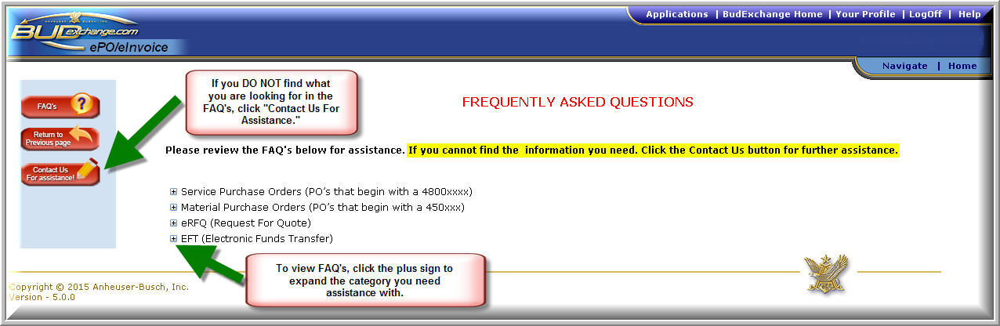 ANHEUSER-BUSCH, INC.
BUDexchange.com
ePO/eInvoice
Applications | BudExchange Home | Your Profile | LogOff | Help
Navigate | Home
FAQ's
Return to
Previous page
Contact Us
For assistance!
If you DO NOT find what
you are looking for in the
FAQ's, click "Contact Us For
Assistance."
FREQUENTLY ASKED QUESTIONS
Please review the FAQ's below for assistance. If you cannot find the information you need. Click the Contact Us button for further assistance.
Service Purchase Orders (PO’s that begin with a 4800xxxx)
Material Purchase Orders (PO’s that begin with a 450xxx)
eRFQ (Request For Quote)
EFT (Electronic Funds Transfer)
To view FAQ's, click the plus sign to
expand the category you need
assistance with.
Copyright © 2015 Anheuser-Busch, Inc.
Version - 5.0.0